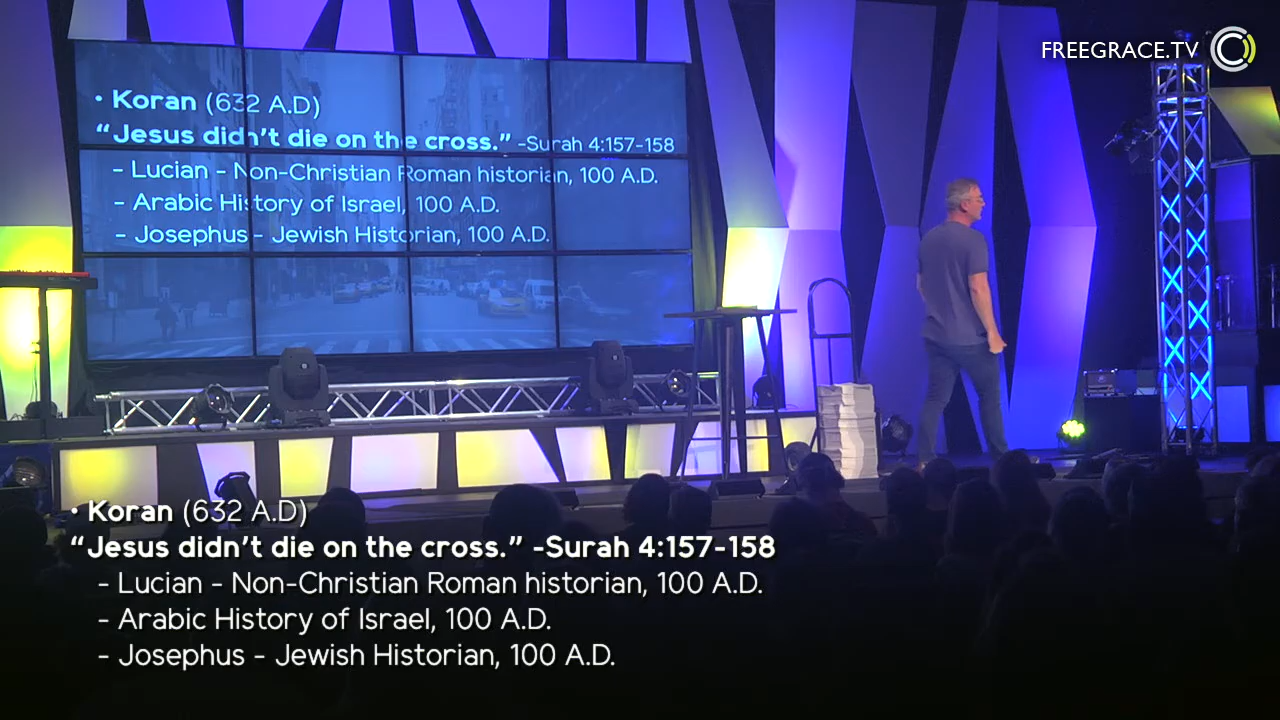 FREEGRACE.TV
• Koran (632 A.D)
“Jesus didn't die on the cross.” -Surah 4:157-158
- Lucian - Non-Christian Roman historian, 100 A.D.
- Arabic History of Israel, 100 A.D.
- Josephus - Jewish Historian, 100 A.D.
• Koran (632 A.D)
“Jesus didn't die on the cross.” -Surah 4:157-158
- Lucian - Non-Christian Roman historian, 100 A.D.
- Arabic History of Israel, 100 A.D.
- Josephus - Jewish Historian, 100 A.D.